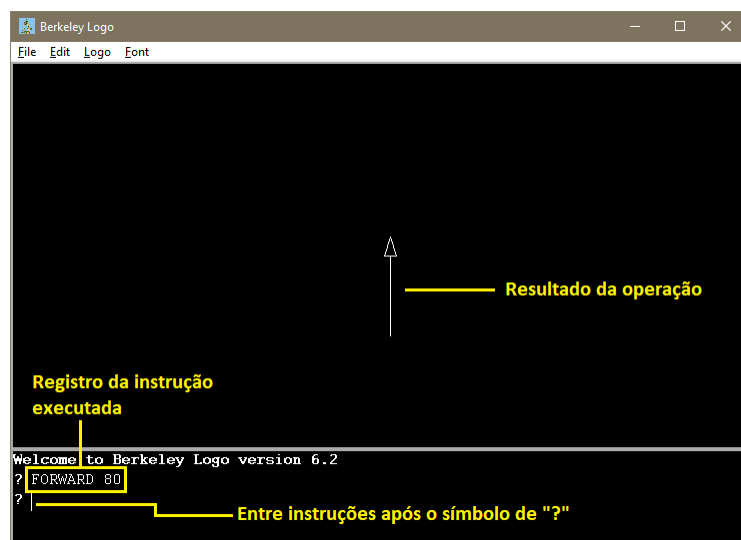 Berkeley Logo
File Edit Logo Font
Resultado da operação
Registro da instrução
executada
Welcome to Berkeley Logo version 6.2
? FORWARD 80
?
Entre instruções após o símbolo de "?"